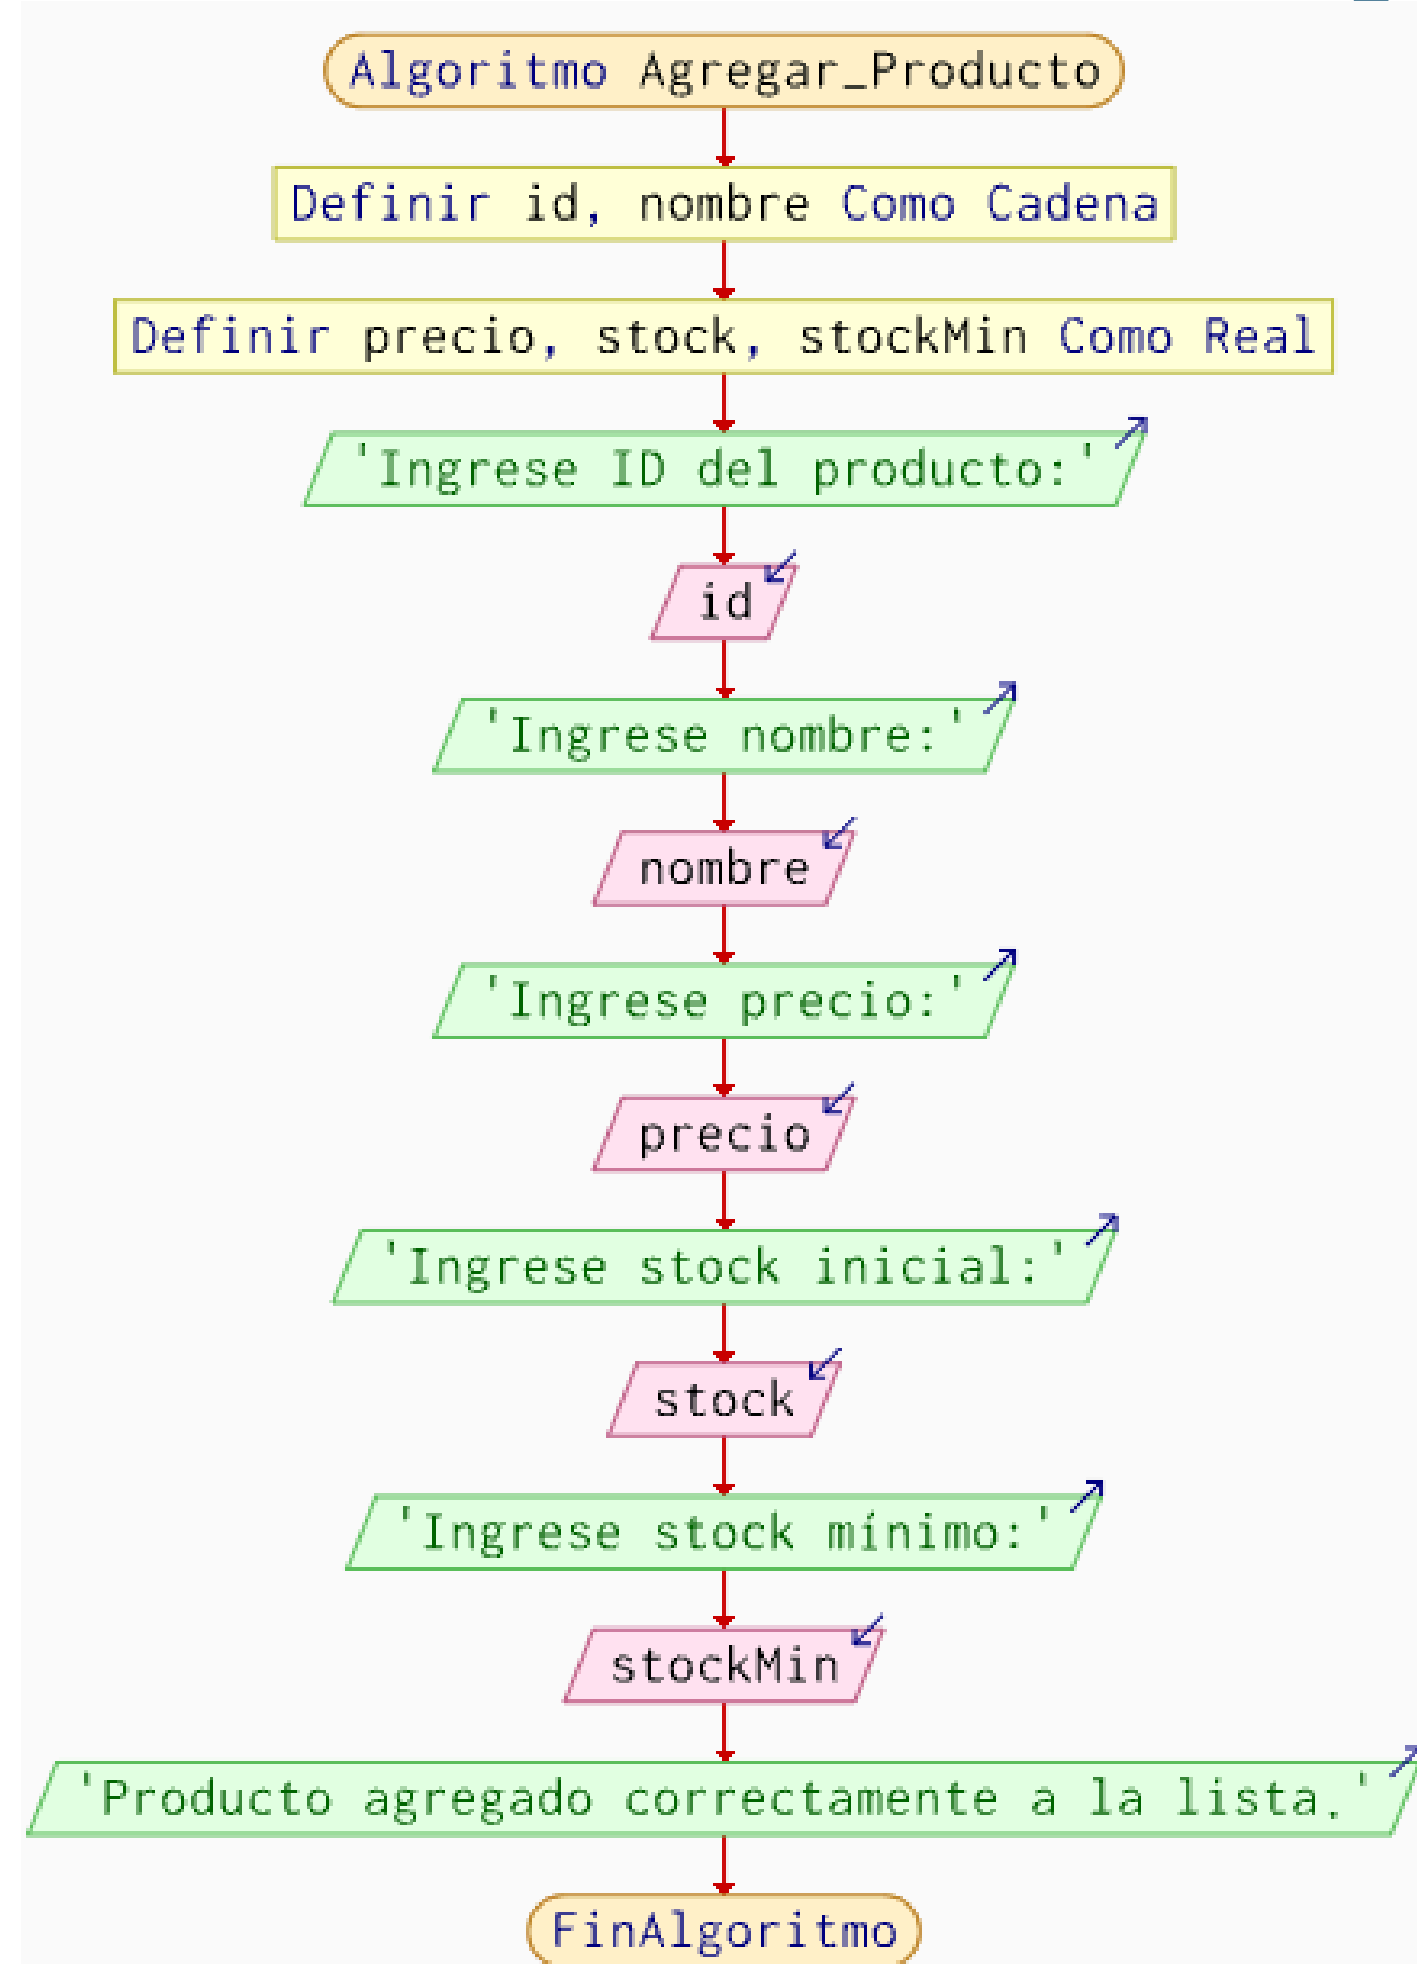 Algoritmo Agregar_Producto
Definir id, nombre Como Cadena
Definir precio, stock, stockMin Como Real
'Ingrese ID del producto:'
id
'Ingrese nombre:'
nombre
'Ingrese precio:'
precio
'Ingrese stock inicial:'
stock
'Ingrese stock mínimo:'
stockMin
'Producto agregado correctamente a la lista.'
FinAlgoritmo